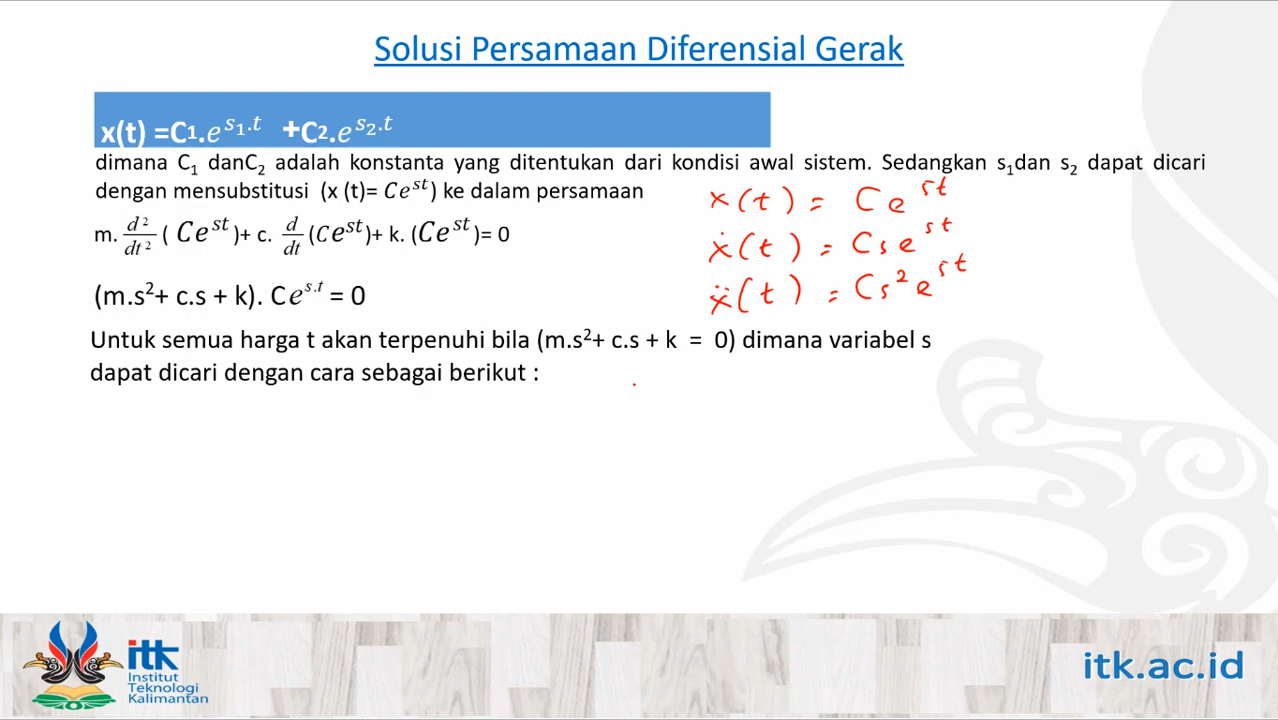 Solusi Persamaan Diferensial Gerak
x(t) =C1.e^{s₁.t} +C2.e^{s₂.t}
dimana C₁ danC₂ adalah konstanta yang ditentukan dari kondisi awal sistem. Sedangkan s₁dan s₂ dapat dicari
dengan mensubstitusi (x (t)= Ce^{st}) ke dalam persamaan
x(t) = Ce^{st}
m. d²/dt² ( Ce^{st})+ c. d/dt (Ce^{st})+ k. (Ce^{st})= 0
ẋ(t) = Cse^{st}
(m.s²+ c.s + k). Ce^{s.t} = 0
ẍ(t) = Cs²e^{st}
Untuk semua harga t akan terpenuhi bila (m.s²+ c.s + k = 0) dimana variabel s
dapat dicari dengan cara sebagai berikut :
itk
Institut
Teknologi
Kalimantan
itk.ac.id